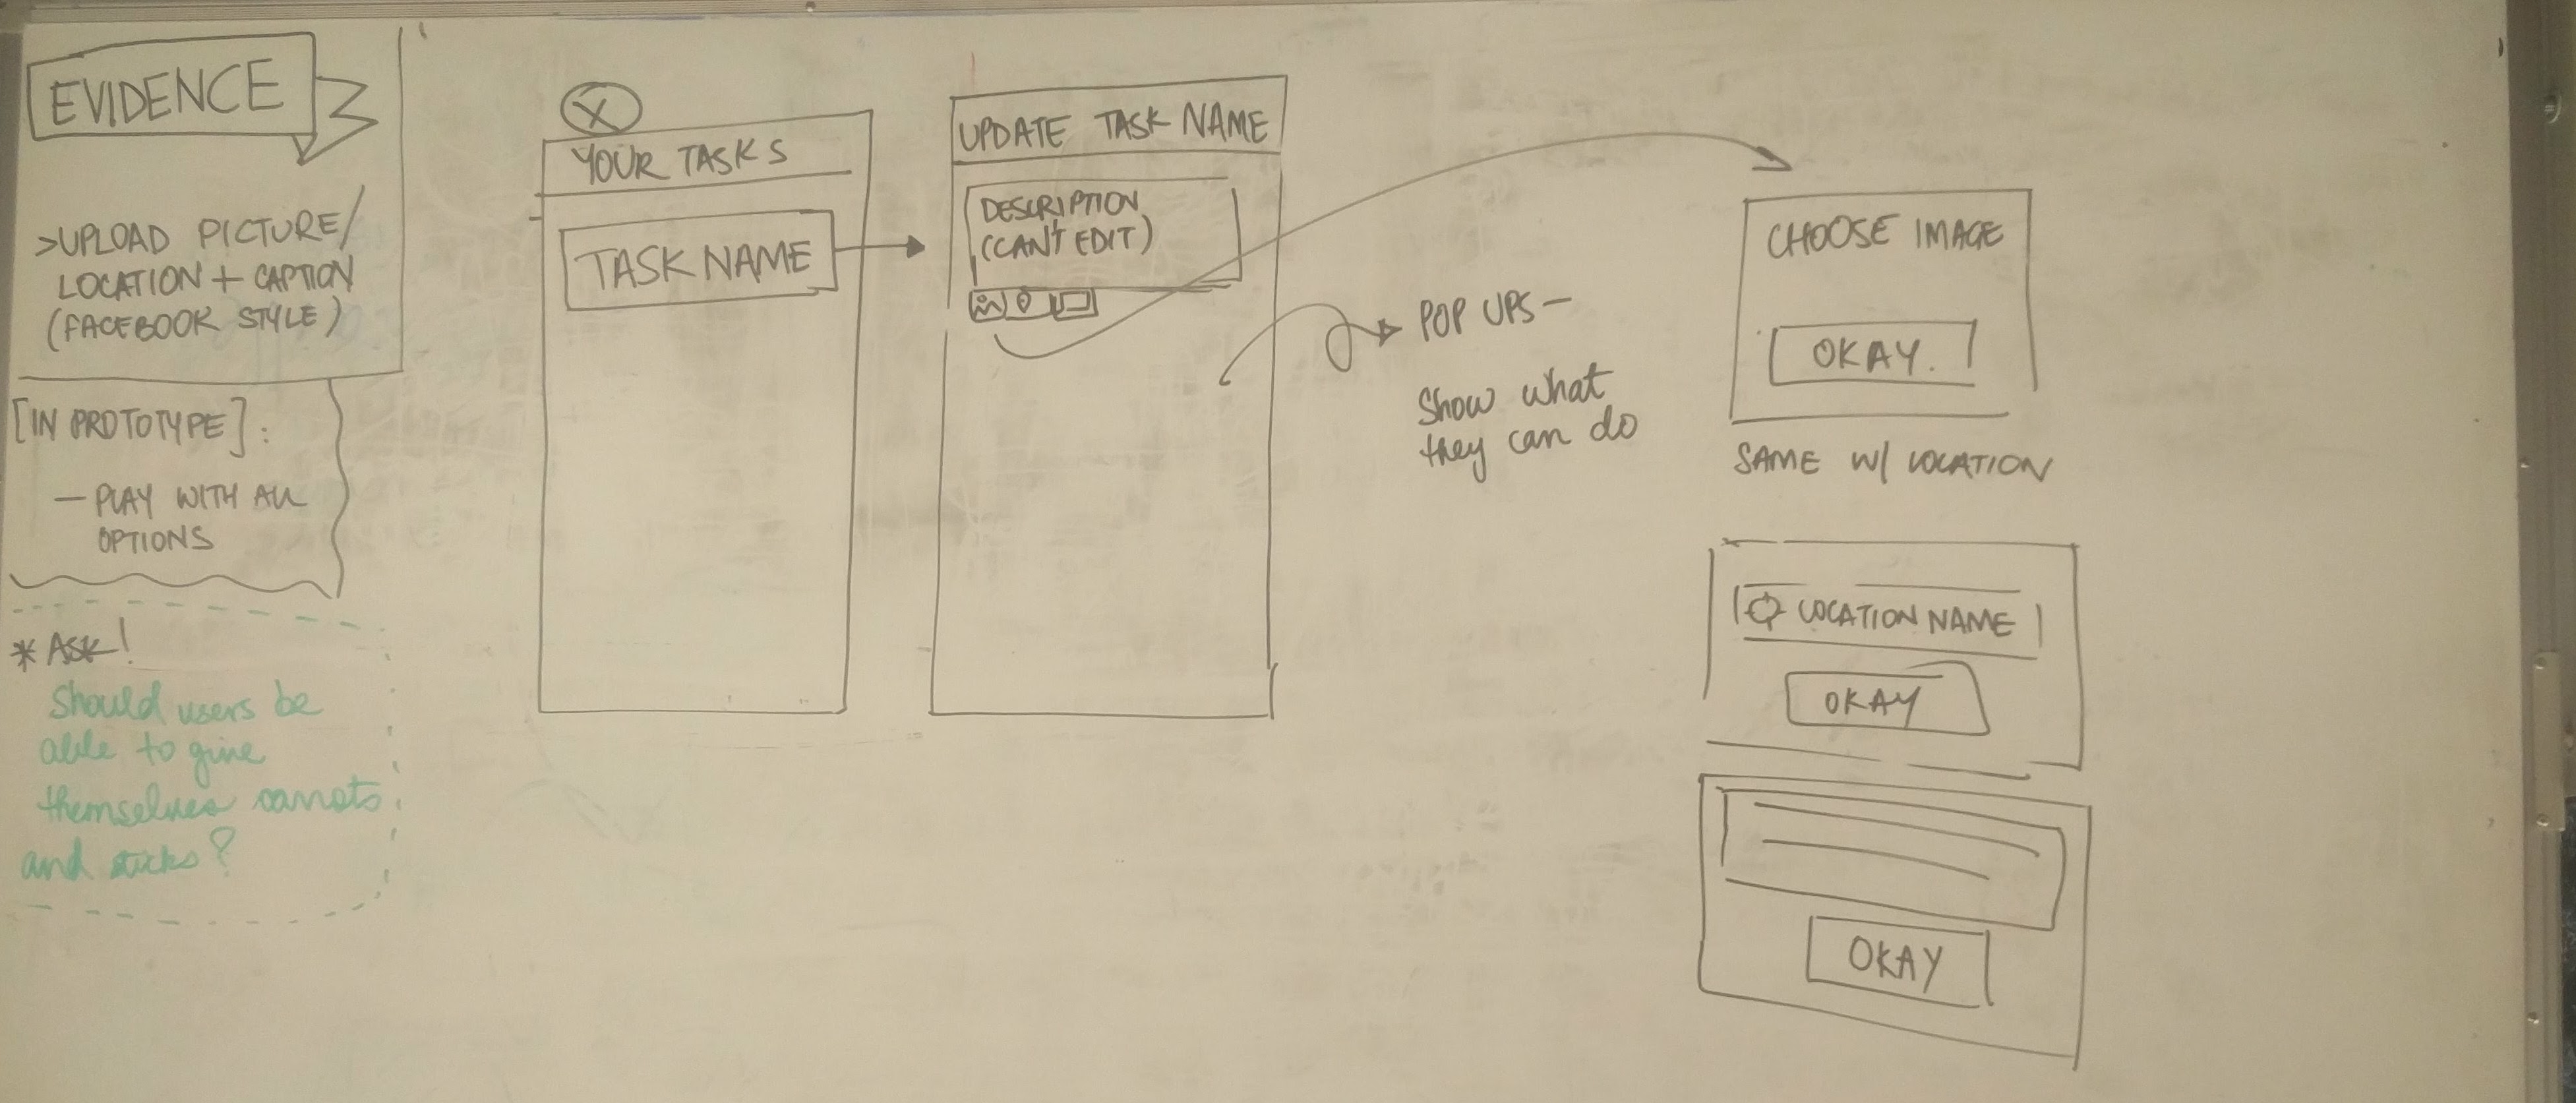 EVIDENCE
>UPLOAD PICTURE/
LOCATION + CAPTION
(FACEBOOK STYLE)
[IN PROTOTYPE]:
- PLAY WITH ALL
OPTIONS
* ASK!
Should users be
able to give
themselves carrots
and sticks?
X
YOUR TASKS
TASK NAME
UPDATE TASK NAME
DESCRIPTION
(CAN'T EDIT)
POP UPS -
Show what
they can do
CHOOSE IMAGE
OKAY.
SAME W/ LOCATION
LOCATION NAME
OKAY
OKAY